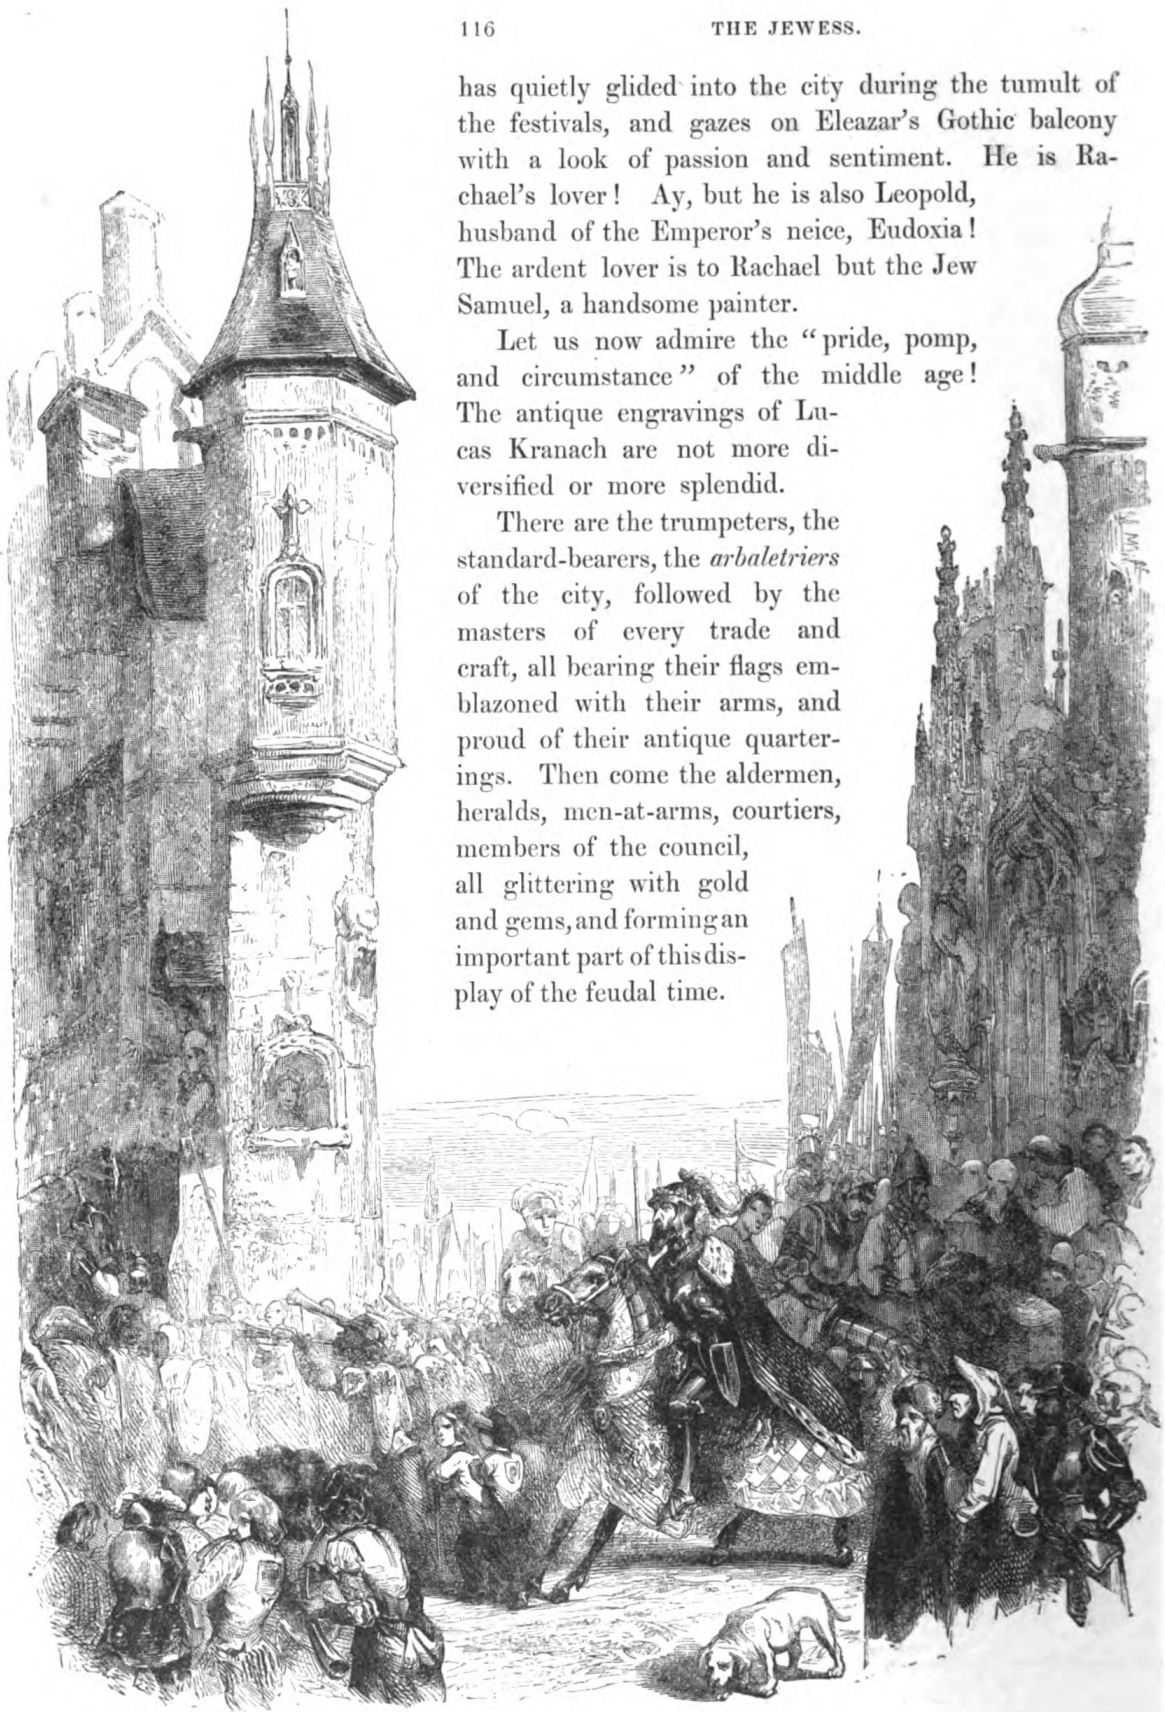 116 THE JEWESS.
has quietly glided into the city during the tumult of
the festivals, and gazes on Eleazar's Gothic balcony
with a look of passion and sentiment. He is Ra-
chael's lover! Ay, but he is also Leopold,
husband of the Emperor's neice, Eudoxia!
The ardent lover is to Rachael but the Jew
Samuel, a handsome painter.
Let us now admire the “pride, pomp,
and circumstance” of the middle age!
The antique engravings of Lu-
cas Kranach are not more di-
versified or more splendid.
There are the trumpeters, the
standard-bearers, the arbaletriers
of the city, followed by the
masters of every trade and
craft, all bearing their flags em-
blazoned with their arms, and
proud of their antique quarter-
ings. Then come the aldermen,
heralds, men-at-arms, courtiers,
members of the council,
all glittering with gold
and gems, and forming an
important part of this dis-
play of the feudal time.